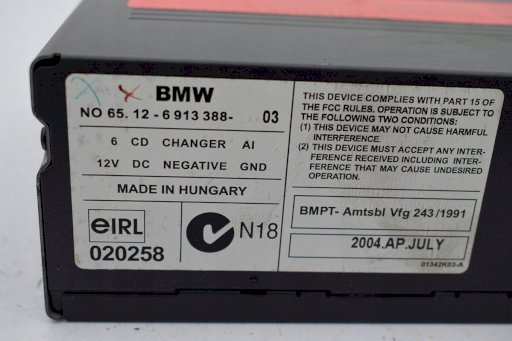 BMW
NO 65. 12 - 6 913 388- 03
6 CD CHANGER AI
12V DC NEGATIVE GND
MADE IN HUNGARY
eIRL
020258
N18
THIS DEVICE COMPLIES WITH PART 15 OF
THE FCC RULES. OPERATION IS SUBJECT TO
THE FOLLOWING TWO CONDITIONS:
(1) THIS DEVICE MAY NOT CAUSE HARMFUL
INTERFERENCE.
(2) THIS DEVICE MUST ACCEPT ANY INTER-
FERENCE RECEIVED INCLUDING INTER-
FERENCE THAT MAY CAUSE UNDESIRED
OPERATION.
BMPT- Amtsbl Vfg 243/1991
2004.AP.JULY
01342K03-A